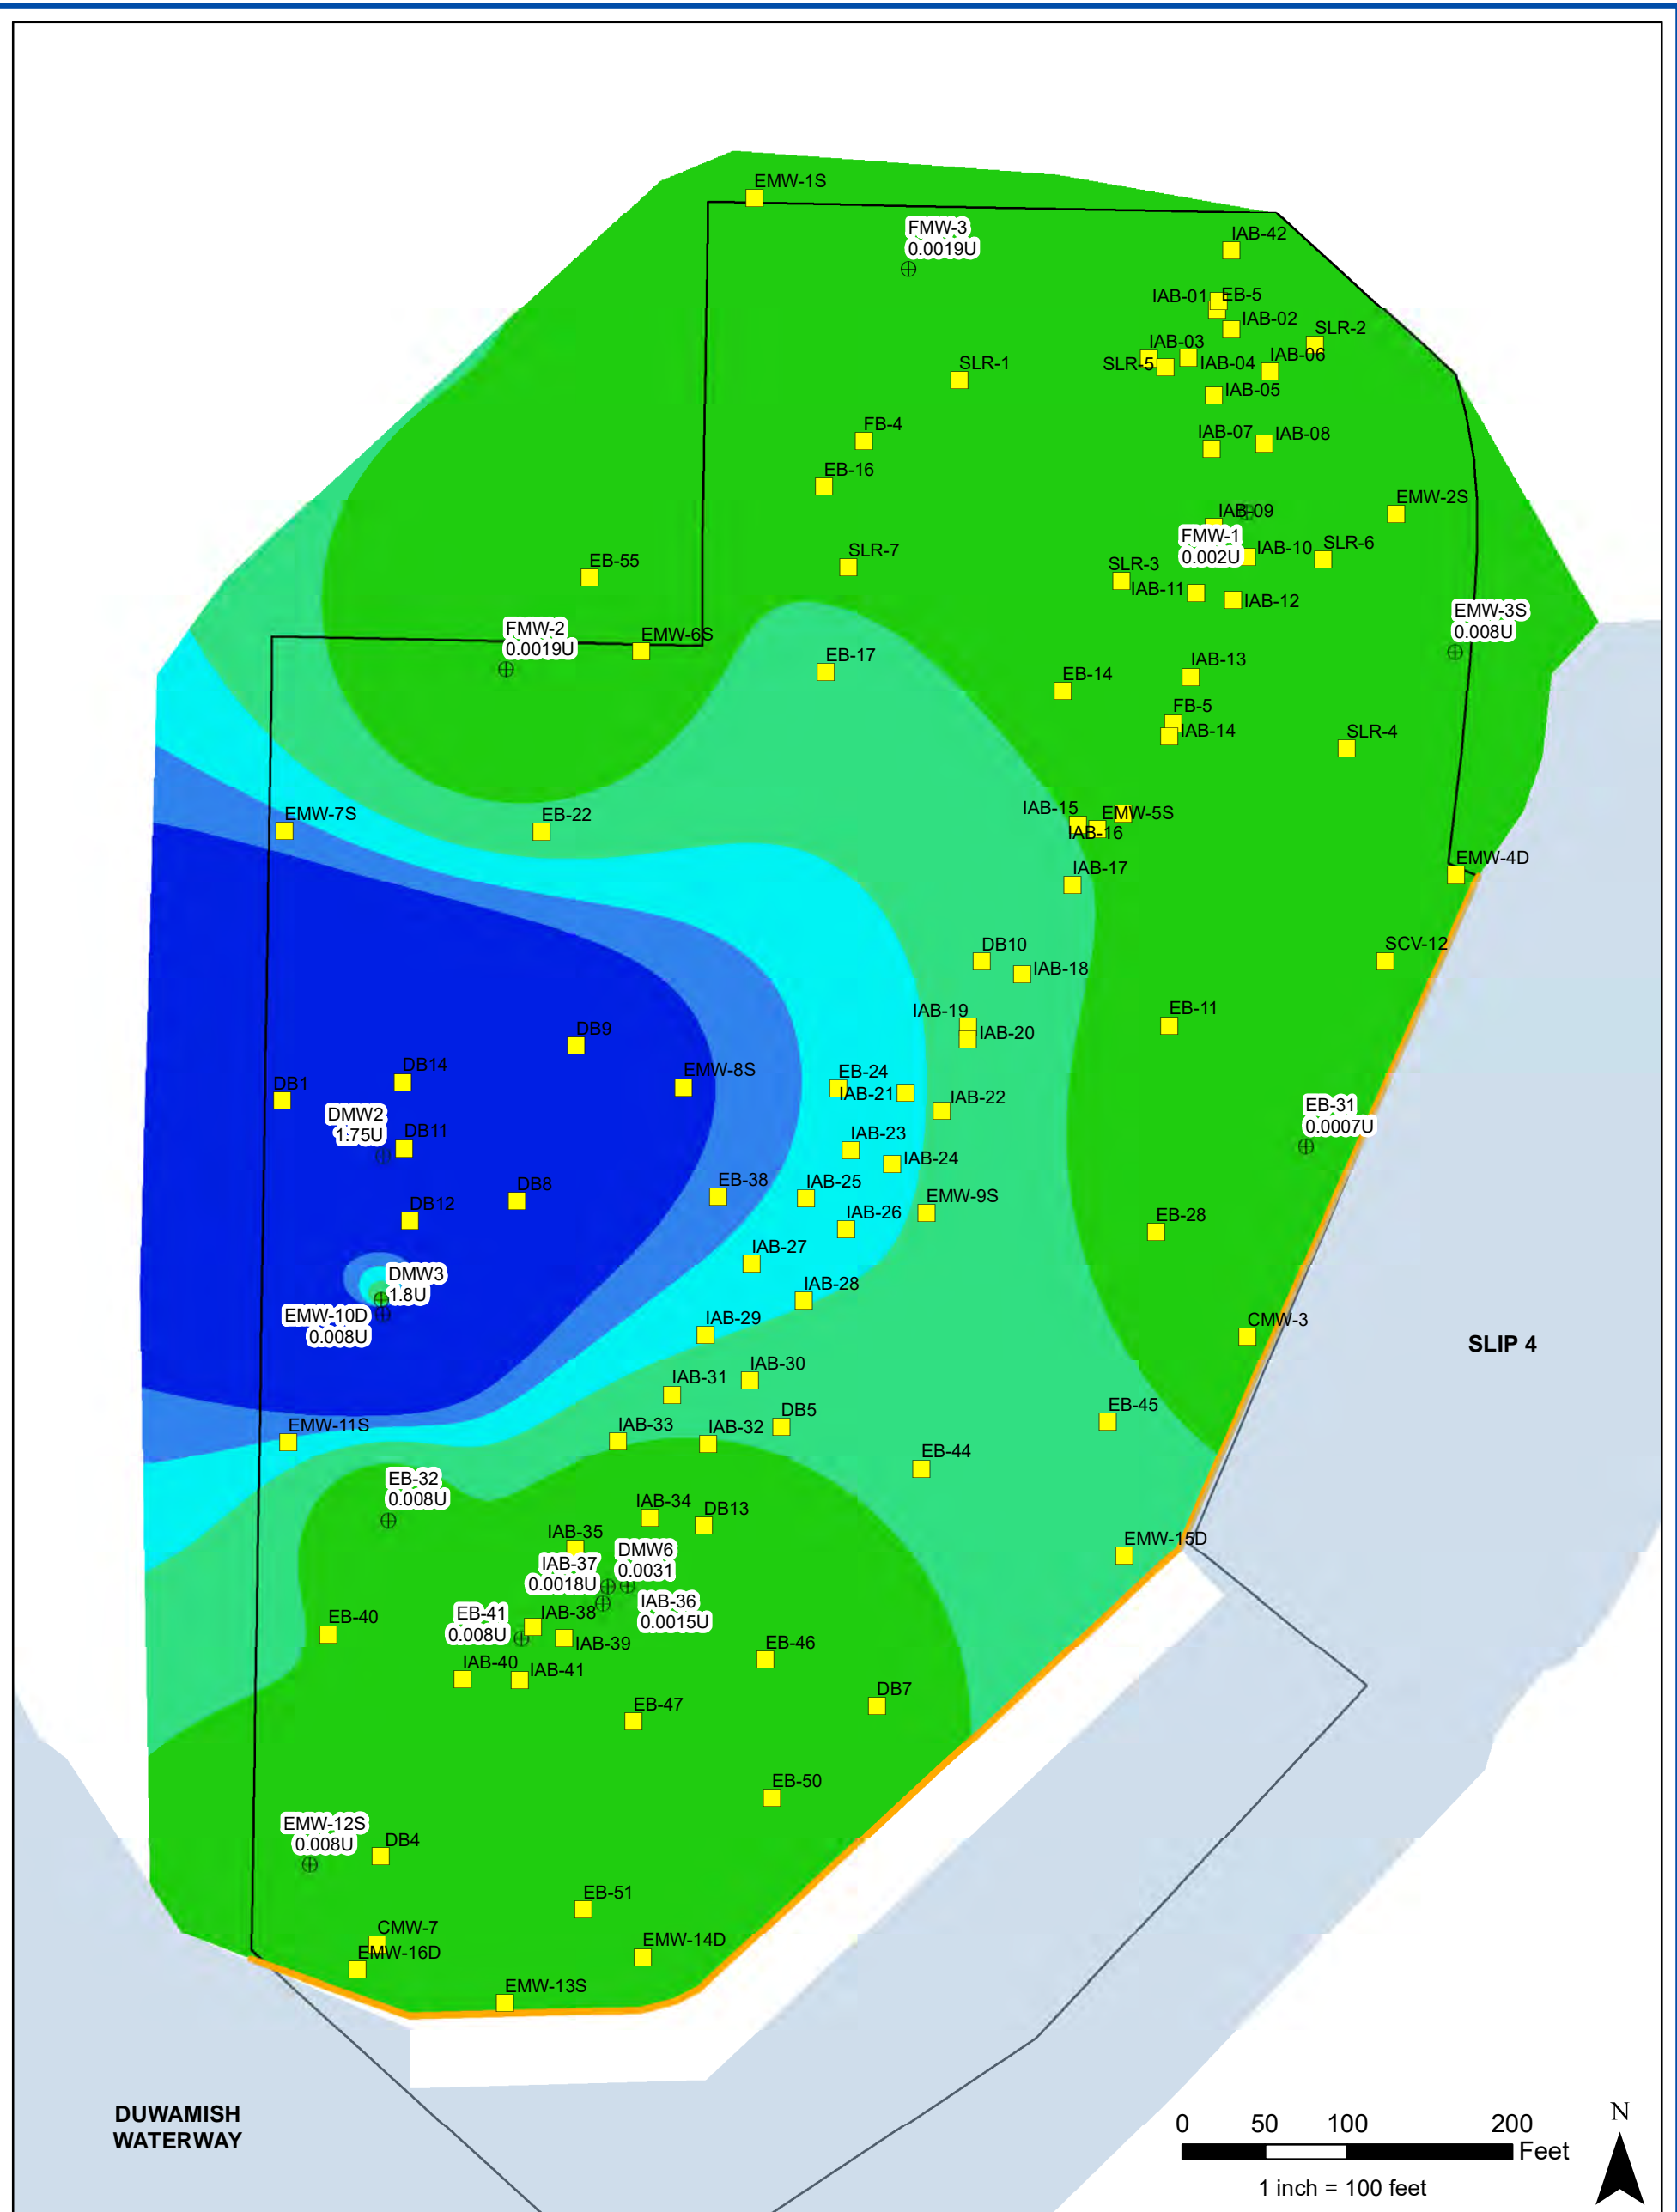 EMW-1S
FMW-3
0.0019U
IAB-42
IAB-01
EB-5
IAB-02
SLR-2
IAB-03
SLR-5
IAB-04
IAB-06
SLR-1
IAB-05
FB-4
IAB-07
IAB-08
EB-16
EMW-2S
IAB-09
FMW-1
0.002U
IAB-10
SLR-6
SLR-7
SLR-3
EB-55
IAB-11
IAB-12
EMW-3S
0.008U
FMW-2
0.0019U
EMW-6S
EB-17
IAB-13
EB-14
FB-5
IAB-14
SLR-4
EMW-7S
EB-22
IAB-15
EMW-5S
IAB-16
EMW-4D
IAB-17
DB10
SCV-12
IAB-18
IAB-19
EB-11
DB9
IAB-20
DB14
EMW-8S
EB-24
DB1
IAB-21
IAB-22
DMW2
1.75U
EB-31
0.0007U
DB11
IAB-23
IAB-24
EB-38
IAB-25
DB8
EMW-9S
DB12
IAB-26
EB-28
IAB-27
DMW3
1.8U
IAB-28
EMW-10D
0.008U
IAB-29
CMW-3
SLIP 4
IAB-30
IAB-31
EB-45
DB5
EMW-11S
IAB-33
IAB-32
EB-44
EB-32
0.008U
IAB-34
DB13
IAB-35
EMW-15D
DMW6
0.0031
IAB-37
0.0018U
IAB-36
0.0015U
EB-41
0.008U
IAB-38
EB-40
IAB-39
EB-46
IAB-40
IAB-41
DB7
EB-47
EB-50
EMW-12S
0.008U
DB4
EB-51
CMW-7
EMW-16D
EMW-14D
EMW-13S
DUWAMISH
WATERWAY
0 50 100 200
Feet
1 inch = 100 feet
N